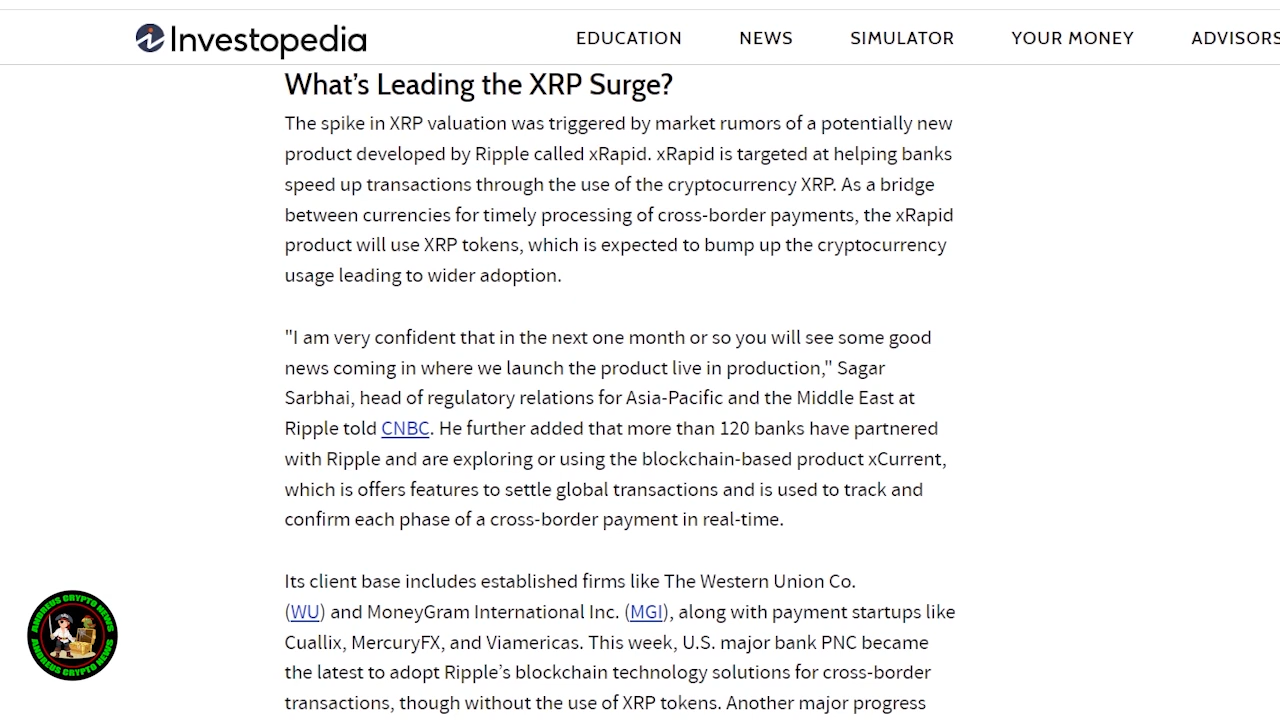 Investopedia
EDUCATION NEWS SIMULATOR YOUR MONEY ADVISORS
What's Leading the XRP Surge?
The spike in XRP valuation was triggered by market rumors of a potentially new
product developed by Ripple called xRapid. xRapid is targeted at helping banks
speed up transactions through the use of the cryptocurrency XRP. As a bridge
between currencies for timely processing of cross-border payments, the xRapid
product will use XRP tokens, which is expected to bump up the cryptocurrency
usage leading to wider adoption.
"I am very confident that in the next one month or so you will see some good
news coming in where we launch the product live in production," Sagar
Sarbhai, head of regulatory relations for Asia-Pacific and the Middle East at
Ripple told CNBC. He further added that more than 120 banks have partnered
with Ripple and are exploring or using the blockchain-based product xCurrent,
which is offers features to settle global transactions and is used to track and
confirm each phase of a cross-border payment in real-time.
Its client base includes established firms like The Western Union Co.
(WU) and MoneyGram International Inc. (MGI), along with payment startups like
Cuallix, MercuryFX, and Viamericas. This week, U.S. major bank PNC became
the latest to adopt Ripple's blockchain technology solutions for cross-border
transactions, though without the use of XRP tokens. Another major progress
ANDREUS CRYPTO NEWS
ANDREUS CRYPTO NEWS